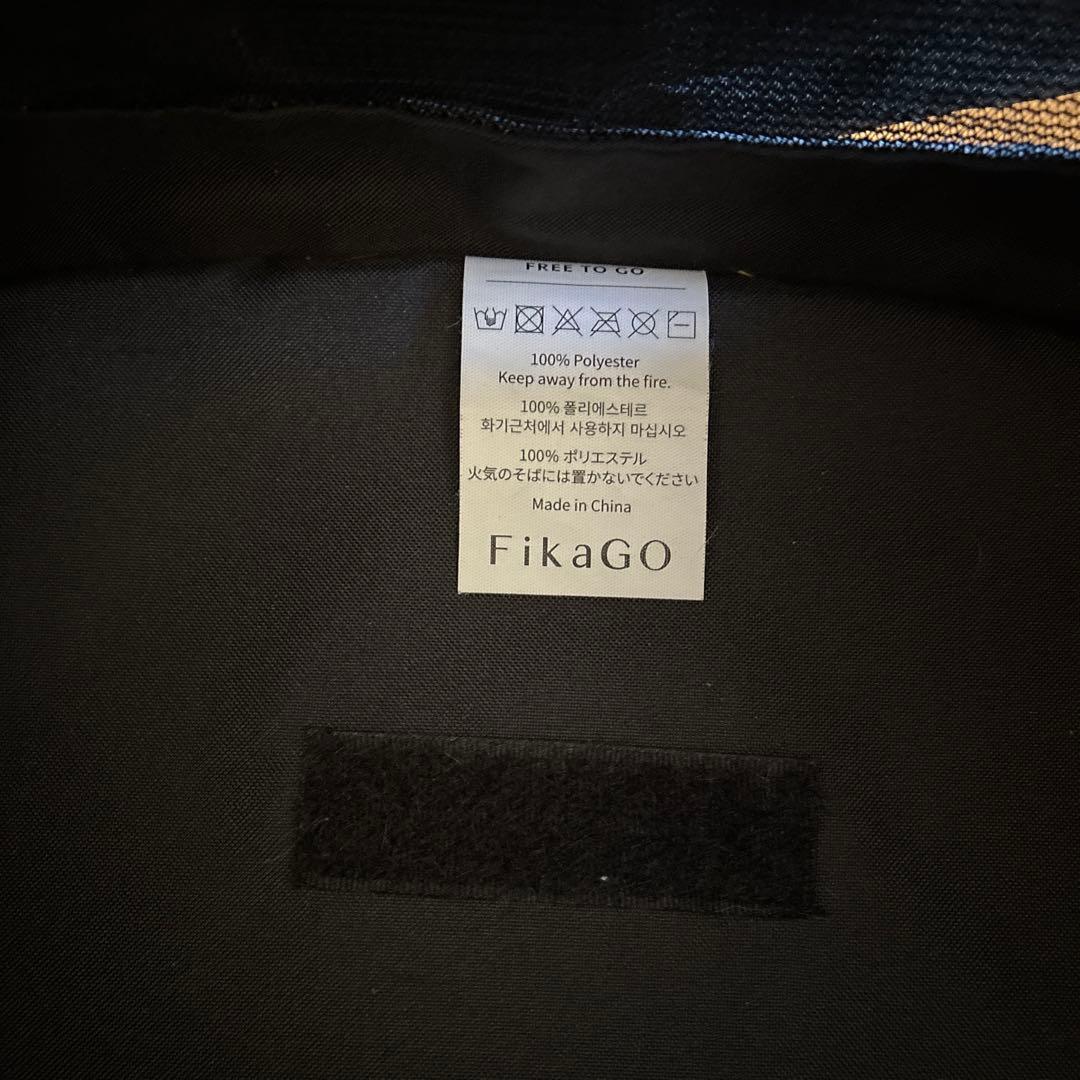 FREE TO GO
100% Polyester
Keep away from the fire.
100% 폴리에스테르
화기근처에서 사용하지 마십시오
100% ポリエステル
火気のそばには置かないでください
Made in China
FikaGO